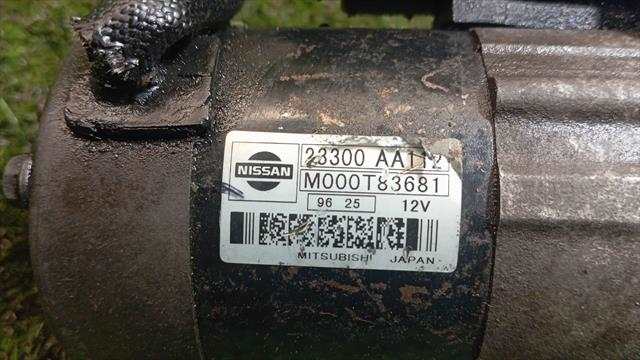 NISSAN
23300 AA112
M000T83681
96 25 12V
MITSUBISHI JAPAN